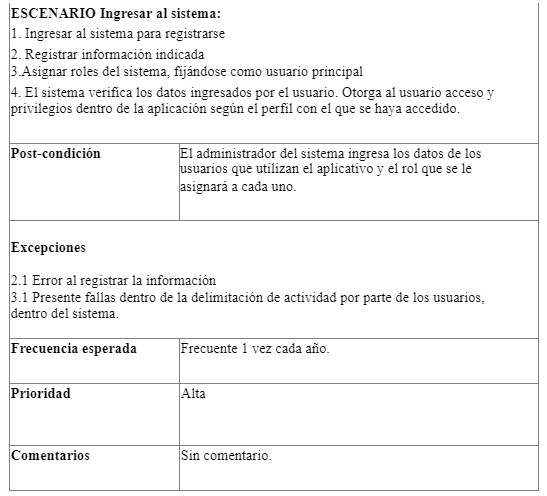 ESCENARIO Ingresar al sistema:
1. Ingresar al sistema para registrarse
2. Registrar información indicada
3.Asignar roles del sistema, fijándose como usuario principal
4. El sistema verifica los datos ingresados por el usuario. Otorga al usuario acceso y
privilegios dentro de la aplicación según el perfil con el que se haya accedido.
Post-condición
El administrador del sistema ingresa los datos de los
usuarios que utilizan el aplicativo y el rol que se le
asignará a cada uno.
Excepciones
2.1 Error al registrar la información
3.1 Presente fallas dentro de la delimitación de actividad por parte de los usuarios,
dentro del sistema.
Frecuencia esperada
Frecuente 1 vez cada año.
Prioridad
Alta
Comentarios
Sin comentario.